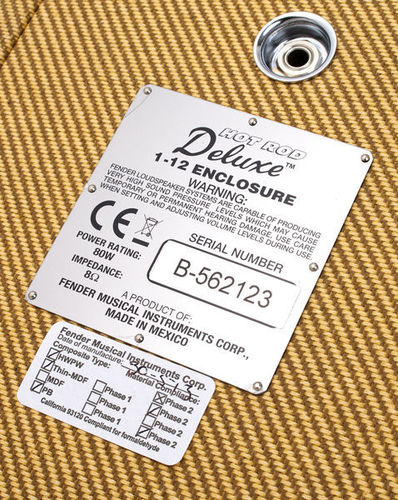 HOT ROD
Deluxe™
1-12 ENCLOSURE
WARNING:
FENDER LOUDSPEAKER SYSTEMS ARE CAPABLE OF PRODUCING
VERY HIGH SOUND PRESSURE LEVELS WHICH MAY CAUSE
TEMPORARY OR PERMANENT HEARING DAMAGE. USE CARE
WHEN SETTING AND ADJUSTING VOLUME LEVELS DURING USE.
CE
POWER RATING:
80W
IMPEDANCE:
8Ω
SERIAL NUMBER
B-562123
A PRODUCT OF:
FENDER MUSICAL INSTRUMENTS CORP.,
MADE IN MEXICO
Fender Musical Instruments Corp.
Date of manufacture:
Composite Type: Material Compliance:
HWPW Phase 1 Phase 2
Thin-MDF Phase 1 Phase 2
MDF Phase 1 Phase 2
PB Phase 1 Phase 2
California 93120 Compliant for formaldehyde